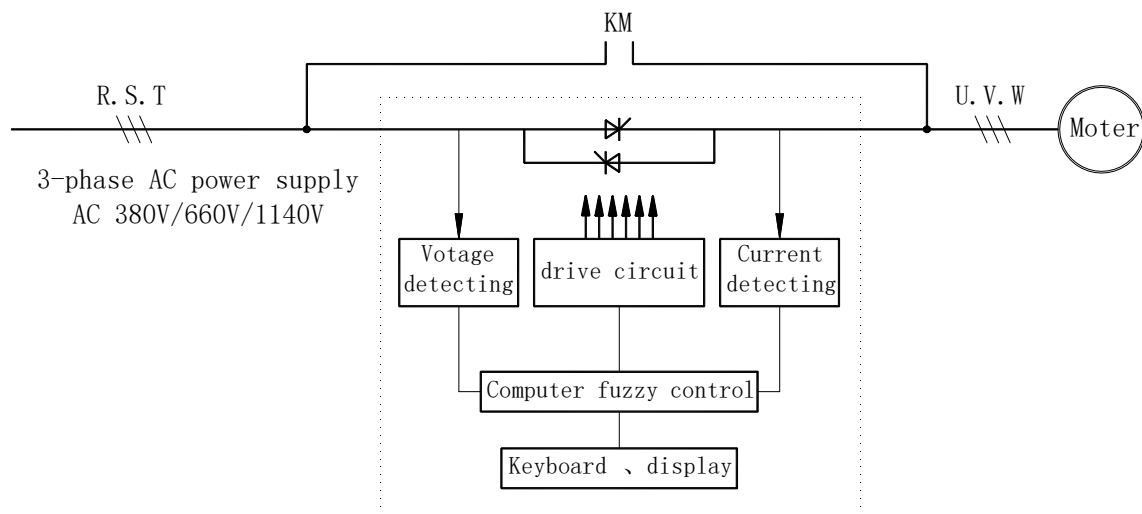 KM
R.S.T
U.V.W
Moter
3-phase AC power supply
AC 380V/660V/1140V
Votage
detecting
drive circuit
Current
detecting
Computer fuzzy control
Keyboard 、display